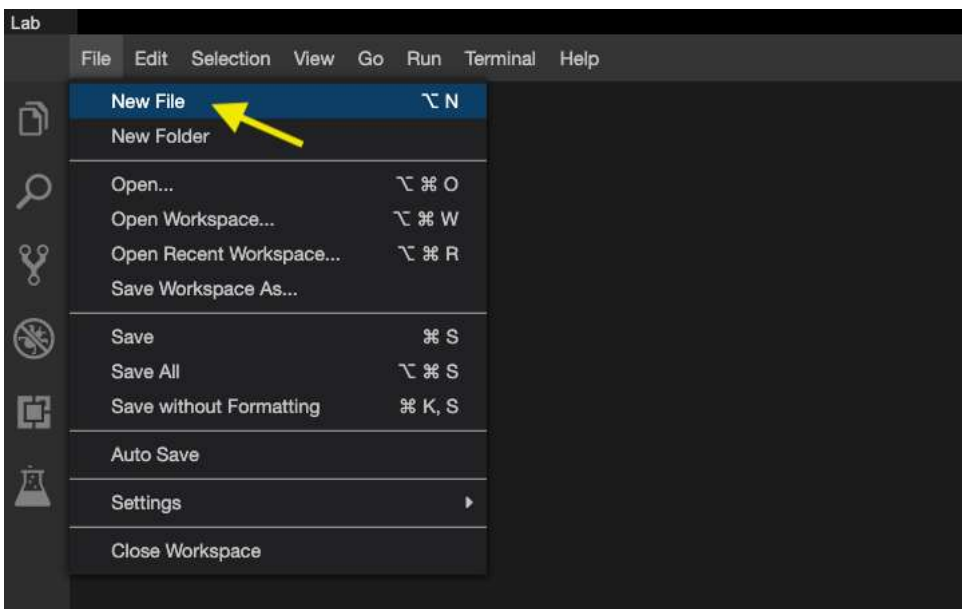 Lab
File Edit Selection View Go Run Terminal Help
New File ⌥ N
New Folder
Open... ⌥ ⌘ O
Open Workspace... ⌥ ⌘ W
Open Recent Workspace... ⌥ ⌘ R
Save Workspace As...
Save ⌘ S
Save All ⌥ ⌘ S
Save without Formatting ⌘ K, S
Auto Save
Settings
Close Workspace